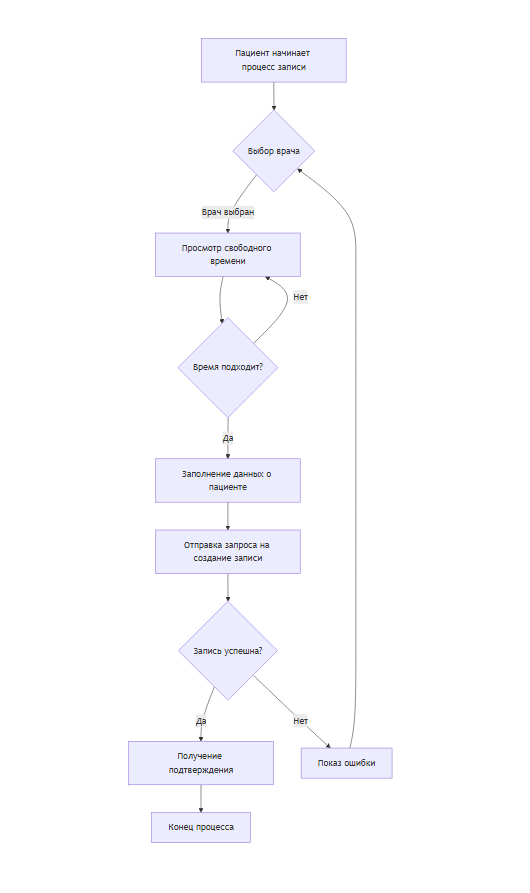 Пациент начинает
процесс записи
Выбор врача
Врач выбран
Просмотр свободного
времени
Нет
Время подходит?
Да
Заполнение данных о
пациенте
Отправка запроса на
создание записи
Запись успешна?
Да
Нет
Получение
подтверждения
Показ ошибки
Конец процесса